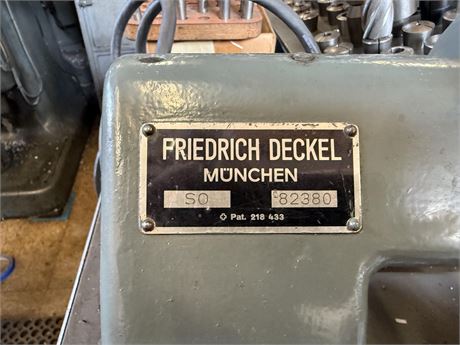 FRIEDRICH DECKEL
MÜNCHEN
SO 82380
Pat. 218 433